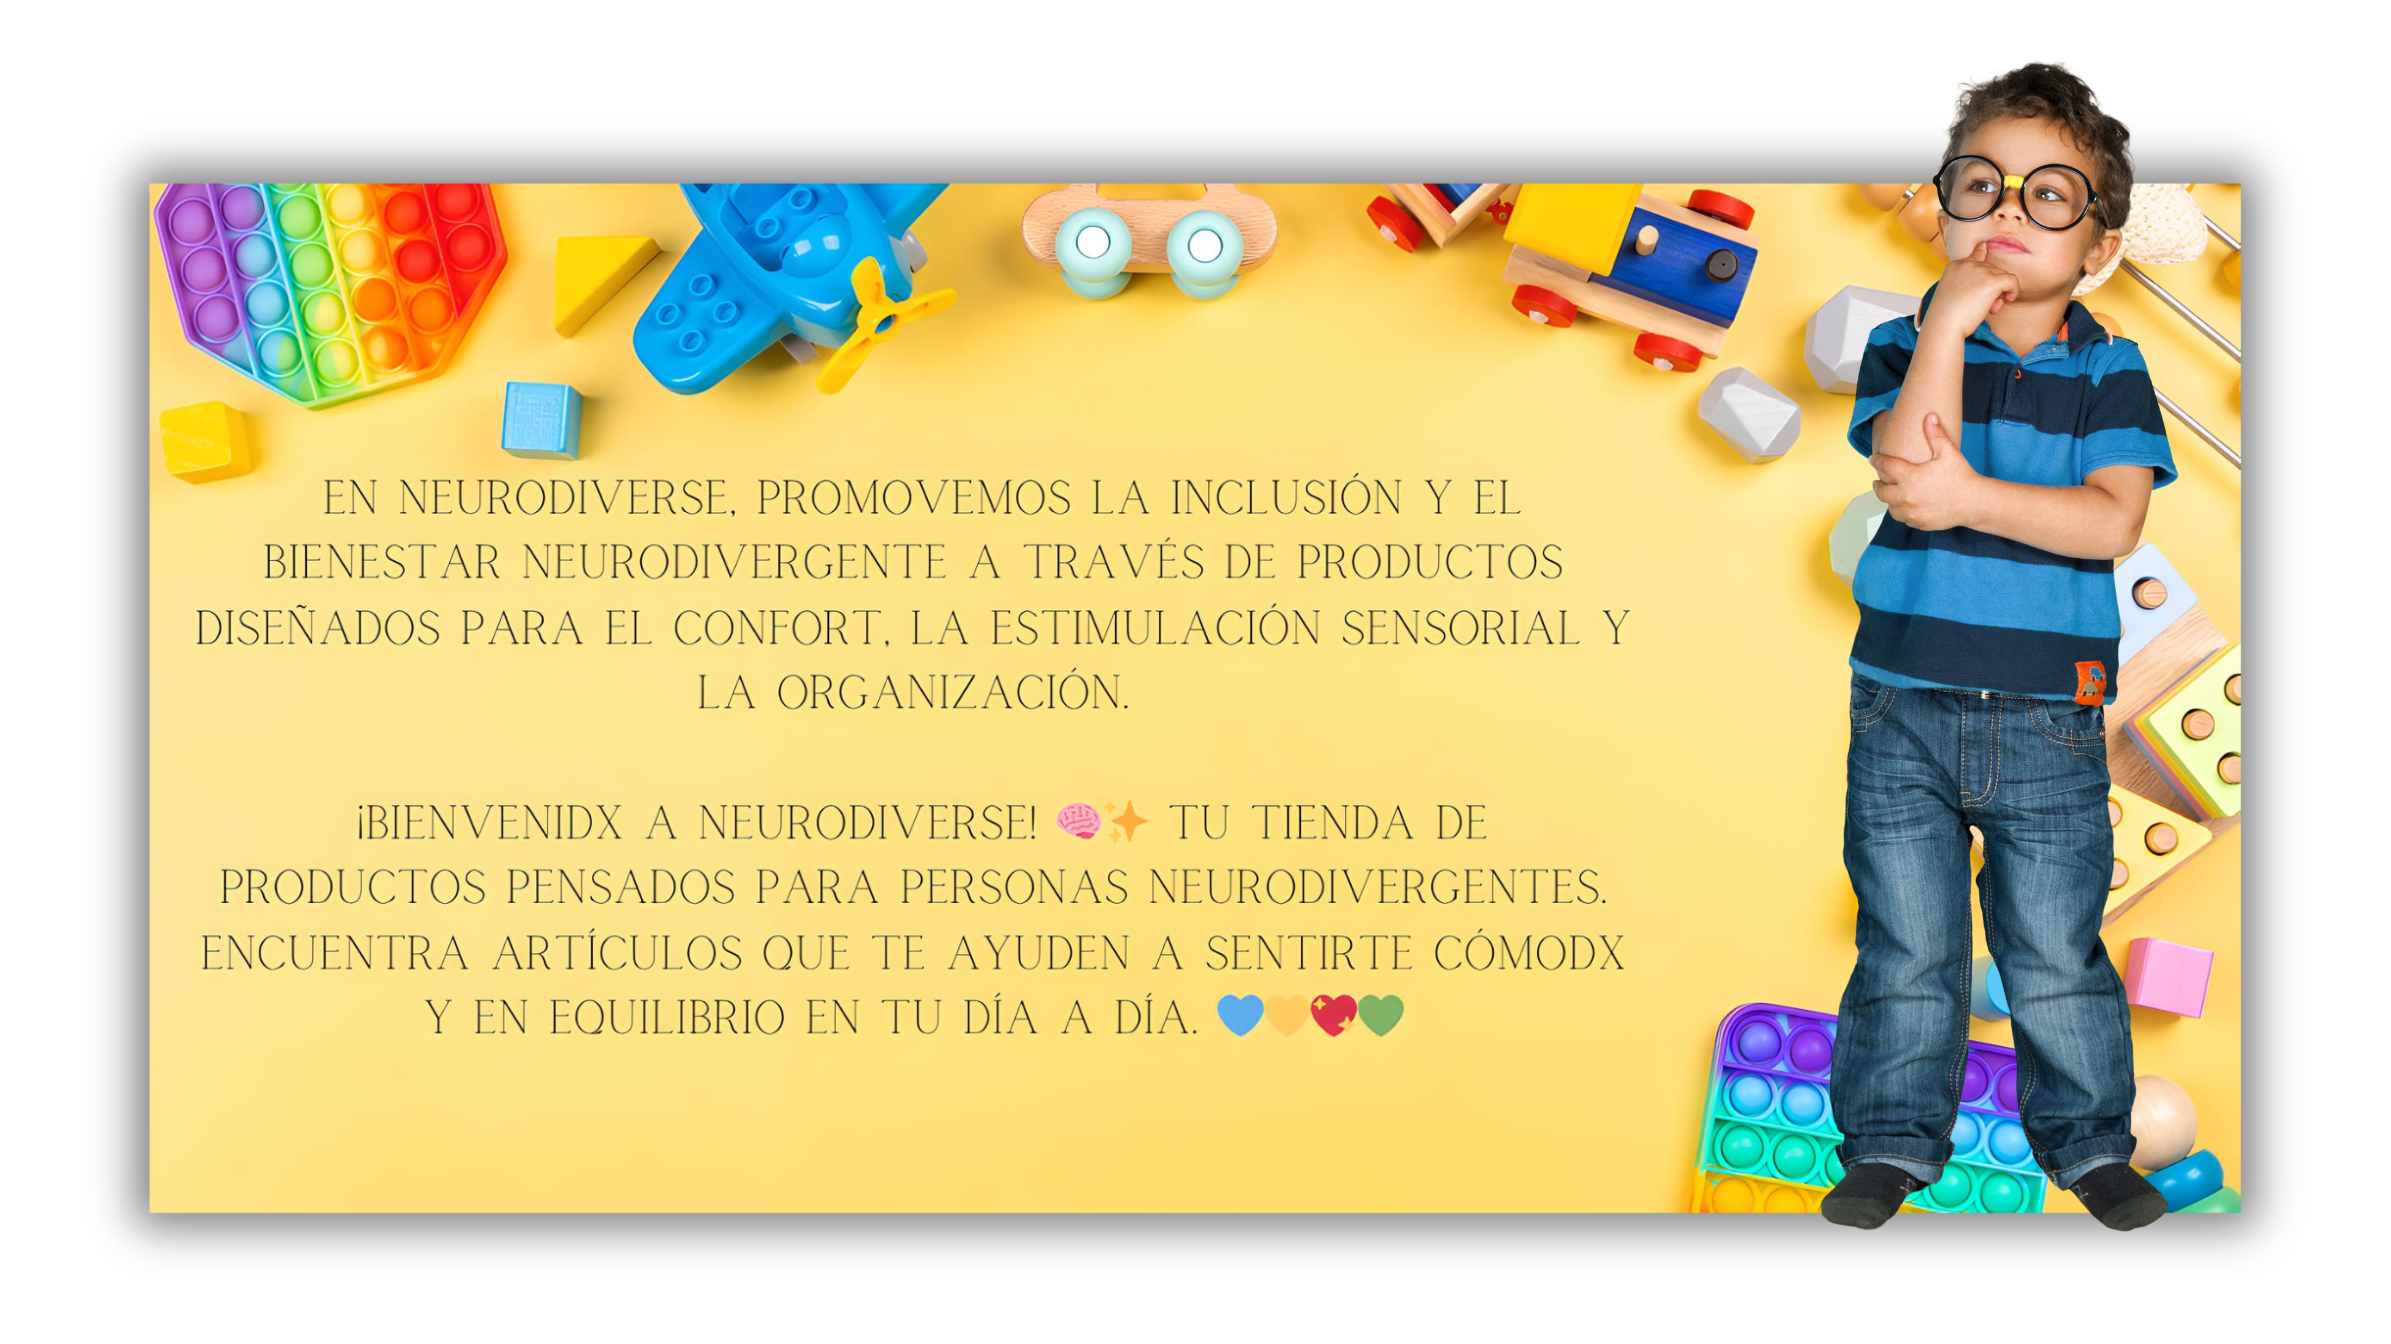 EN NEURODIVERSE, PROMOVEMOS LA INCLUSIÓN Y EL
BIENESTAR NEURODIVERGENTE A TRAVÉS DE PRODUCTOS
DISEÑADOS PARA EL CONFORT, LA ESTIMULACIÓN SENSORIAL Y
LA ORGANIZACIÓN.
¡BIENVENIDX A NEURODIVERSE! 🧠✨ TU TIENDA DE
PRODUCTOS PENSADOS PARA PERSONAS NEURODIVERGENTES.
ENCUENTRA ARTÍCULOS QUE TE AYUDEN A SENTIRTE CÓMODX
Y EN EQUILIBRIO EN TU DÍA A DÍA. 💙💛💖💚